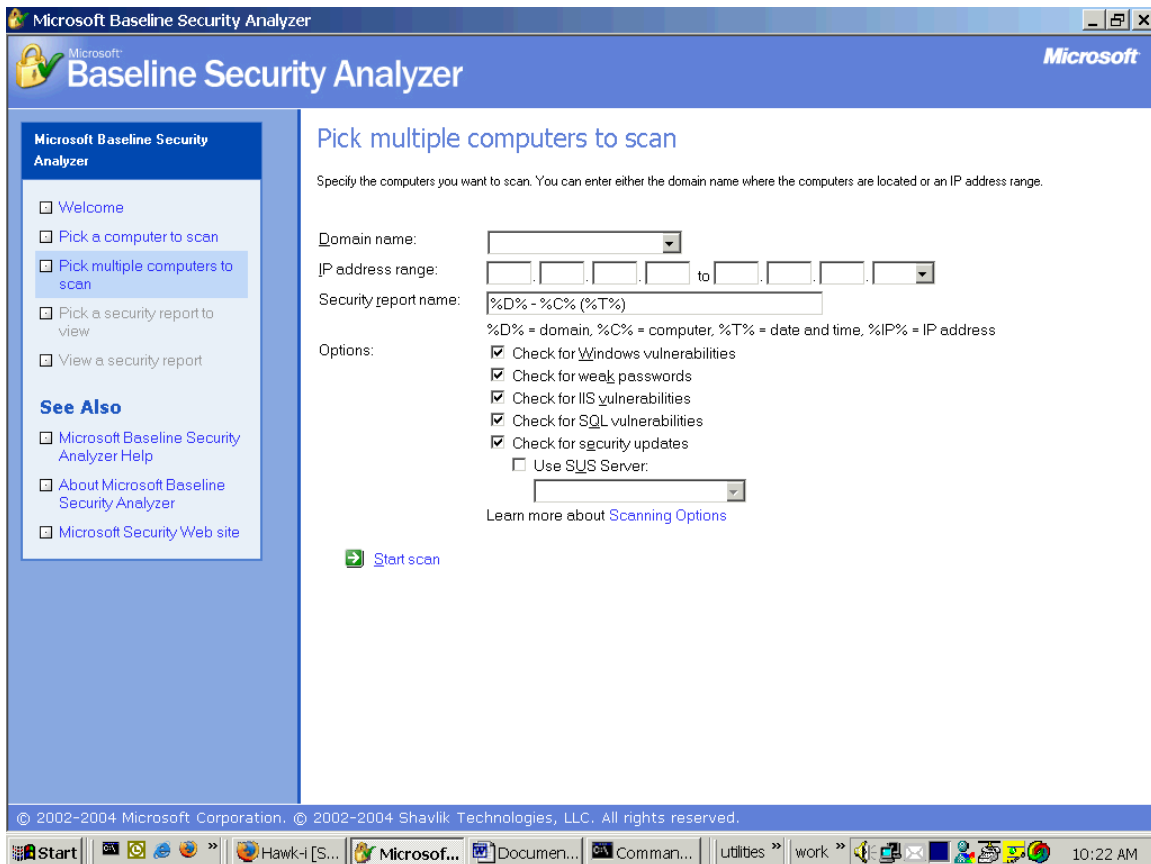 Microsoft Baseline Security Analyzer
Microsoft
Baseline Security Analyzer
Microsoft
Microsoft Baseline Security
Analyzer
Welcome
Pick a computer to scan
Pick multiple computers to
scan
Pick a security report to
view
View a security report
See Also
Microsoft Baseline Security
Analyzer Help
About Microsoft Baseline
Security Analyzer
Microsoft Security Web site
Pick multiple computers to scan
Specify the computers you want to scan. You can enter either the domain name where the computers are located or an IP address range.
Domain name:
IP address range:
. . . to . . .
Security report name:
%D% - %C% (%T%)
%D% = domain, %C% = computer, %T% = date and time, %IP% = IP address
Options:
Check for Windows vulnerabilities
Check for weak passwords
Check for IIS vulnerabilities
Check for SQL vulnerabilities
Check for security updates
Use SUS Server:
Learn more about Scanning Options
Start scan
© 2002-2004 Microsoft Corporation. © 2002-2004 Shavlik Technologies, LLC. All rights reserved.
Start
»
Hawk-i [S...
Microsof...
Documen...
Comman...
utilities »
work »
10:22 AM